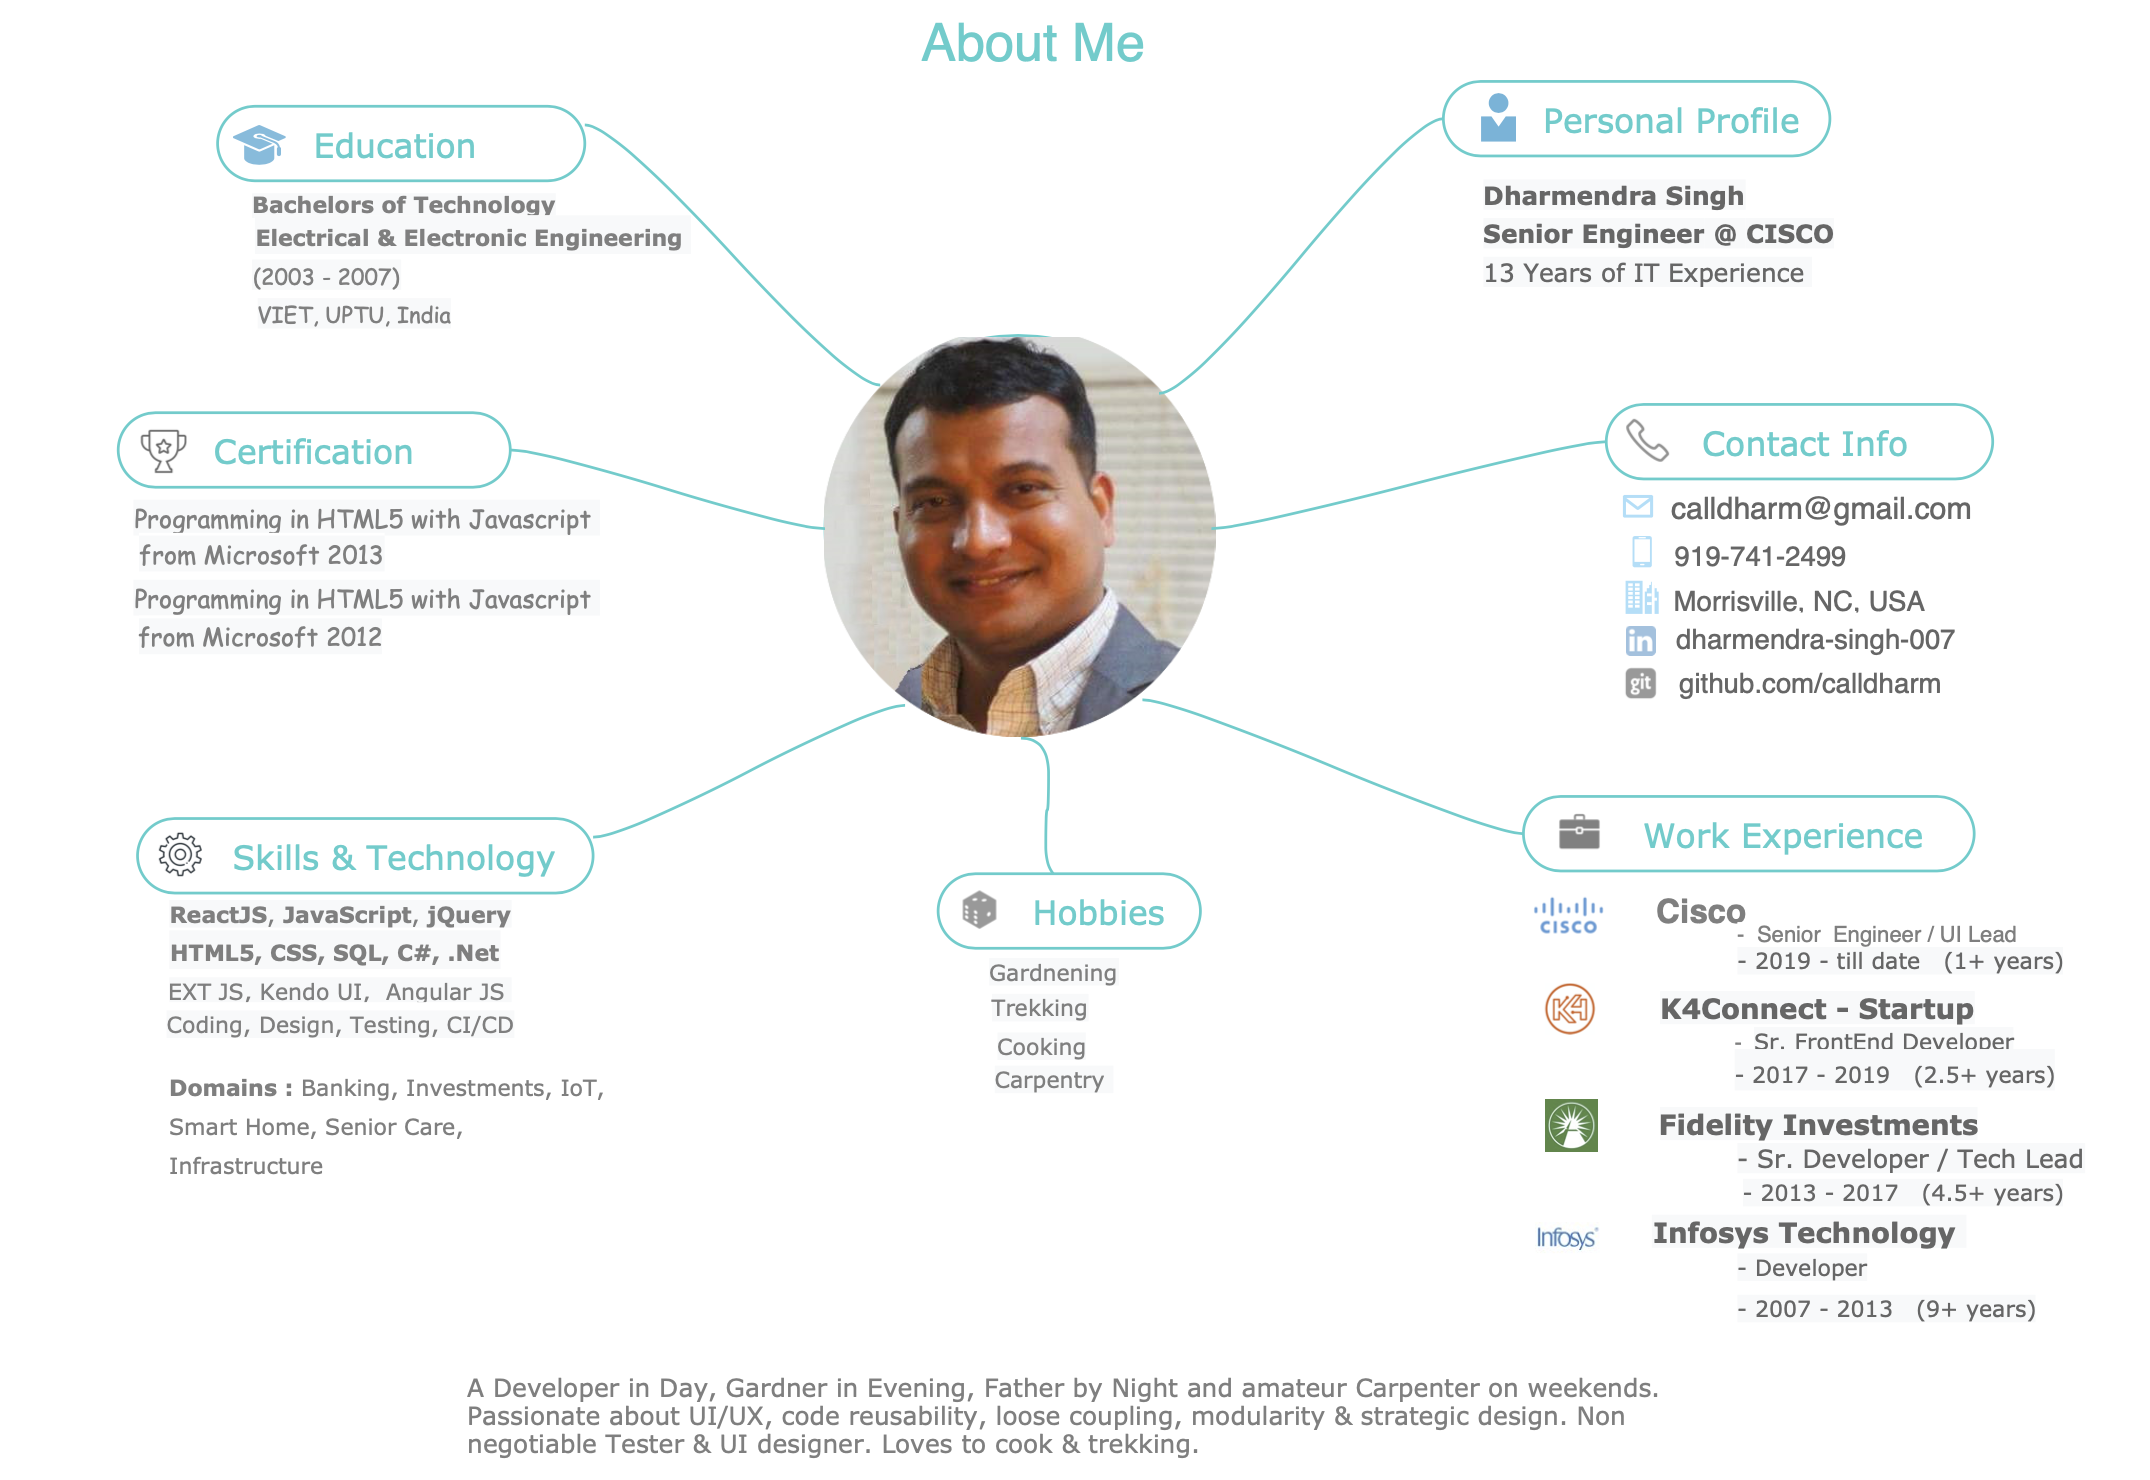 About Me
Education
Bachelors of Technology
Electrical & Electronic Engineering
(2003 - 2007)
VIET, UPTU, India
Personal Profile
Dharmendra Singh
Senior Engineer @ CISCO
13 Years of IT Experience
Certification
Programming in HTML5 with Javascript
from Microsoft 2013
Programming in HTML5 with Javascript
from Microsoft 2012
Contact Info
calldharm@gmail.com
919-741-2499
Morrisville, NC, USA
in dharmendra-singh-007
git github.com/calldharm
Skills & Technology
ReactJS, JavaScript, jQuery
HTML5, CSS, SQL, C#, .Net
EXT JS, Kendo UI, Angular JS
Coding, Design, Testing, CI/CD
Domains : Banking, Investments, IoT,
Smart Home, Senior Care,
Infrastructure
Hobbies
Gardnening
Trekking
Cooking
Carpentry
Work Experience
CISCO Cisco
- Senior Engineer / UI Lead
- 2019 - till date (1+ years)
K4 K4Connect - Startup
- Sr. FrontEnd Developer
- 2017 - 2019 (2.5+ years)
Fidelity Investments
- Sr. Developer / Tech Lead
- 2013 - 2017 (4.5+ years)
Infosys Infosys Technology
- Developer
- 2007 - 2013 (9+ years)
A Developer in Day, Gardner in Evening, Father by Night and amateur Carpenter on weekends.
Passionate about UI/UX, code reusability, loose coupling, modularity & strategic design. Non
negotiable Tester & UI designer. Loves to cook & trekking.